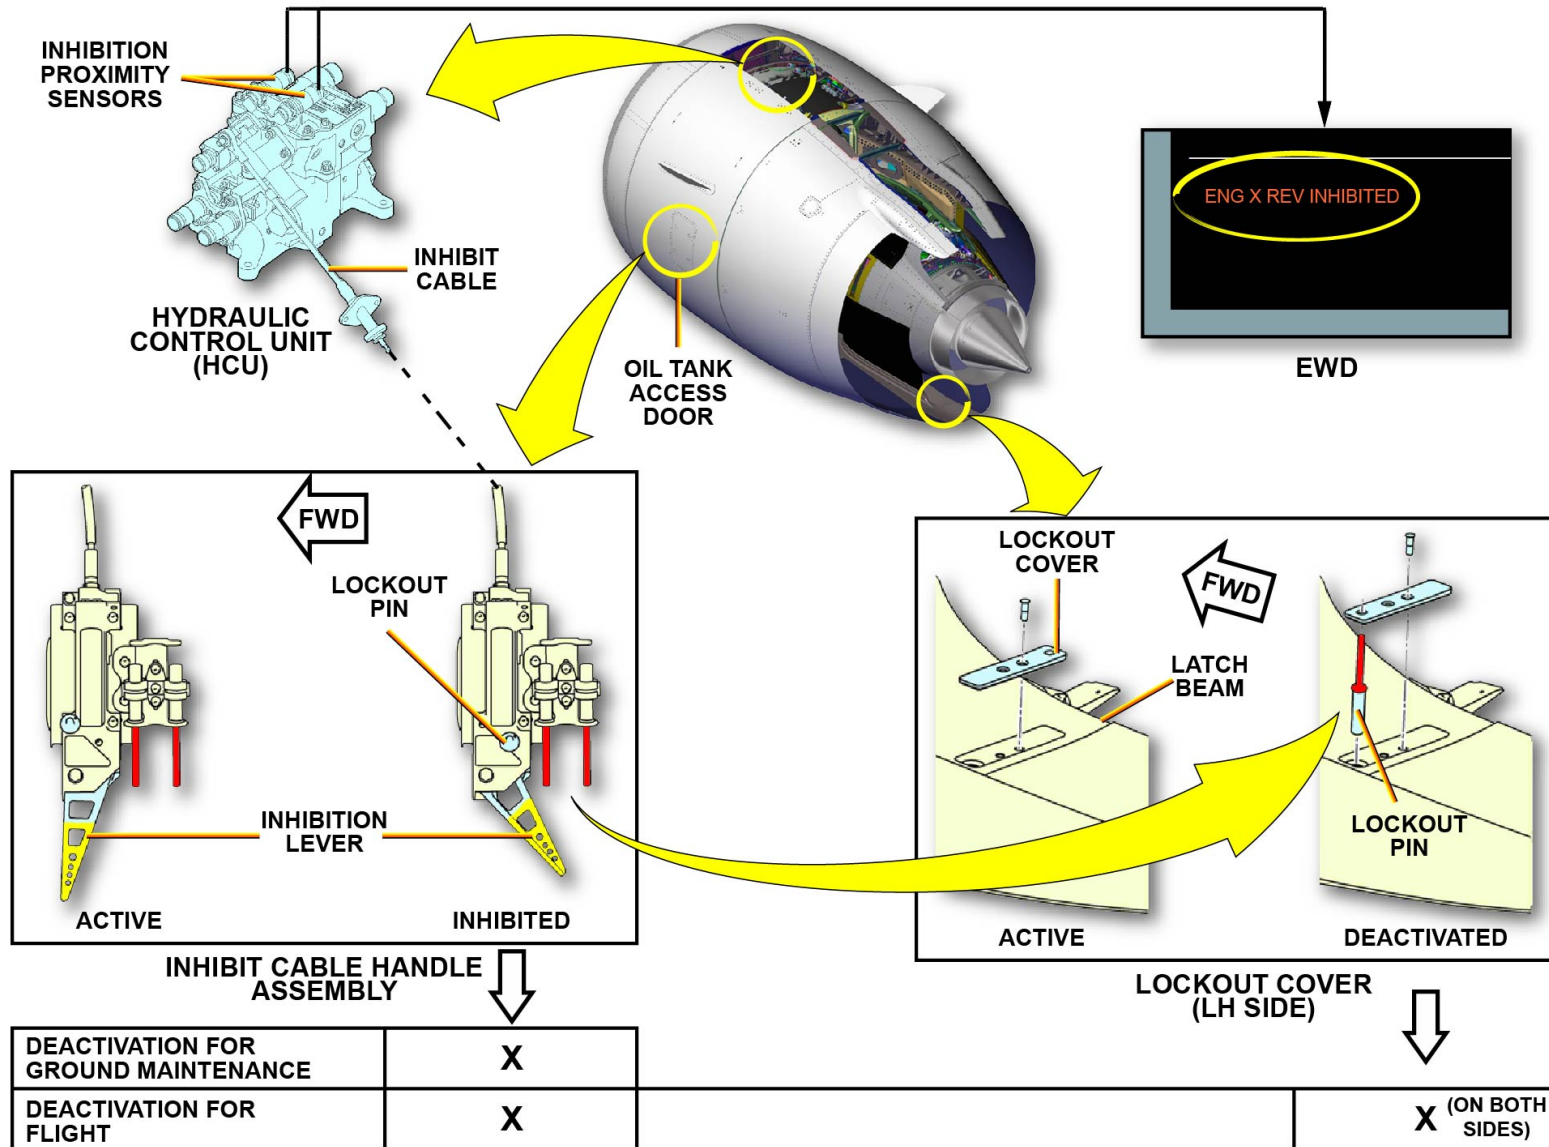 INHIBITION
PROXIMITY
SENSORS
INHIBIT
CABLE
HYDRAULIC
CONTROL UNIT
(HCU)
OIL TANK
ACCESS
DOOR
ENG X REV INHIBITED
EWD
FWD
LOCKOUT
PIN
INHIBITION
LEVER
ACTIVE
INHIBITED
INHIBIT CABLE HANDLE
ASSEMBLY
LOCKOUT
COVER
FWD
LATCH
BEAM
LOCKOUT
PIN
ACTIVE
DEACTIVATED
LOCKOUT COVER
(LH SIDE)
DEACTIVATION FOR
GROUND MAINTENANCE
X
DEACTIVATION FOR
FLIGHT
X
X (ON BOTH
SIDES)